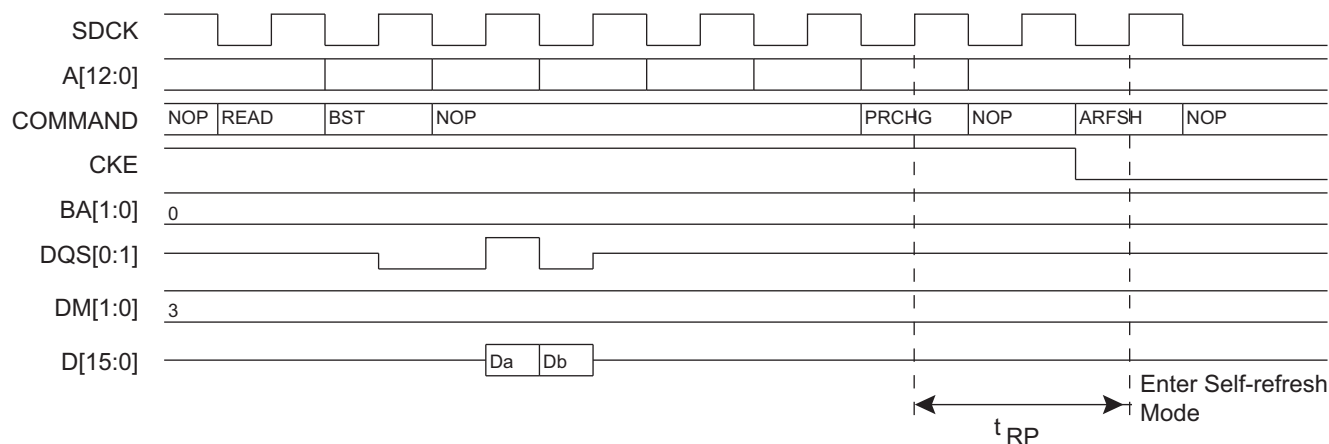 SDCK
A[12:0]
COMMAND NOP READ BST NOP PRCHG NOP ARFSH NOP
CKE
BA[1:0] 0
DQS[0:1]
DM[1:0] 3
D[15:0] Da Db
Enter Self-refresh
Mode
t RP